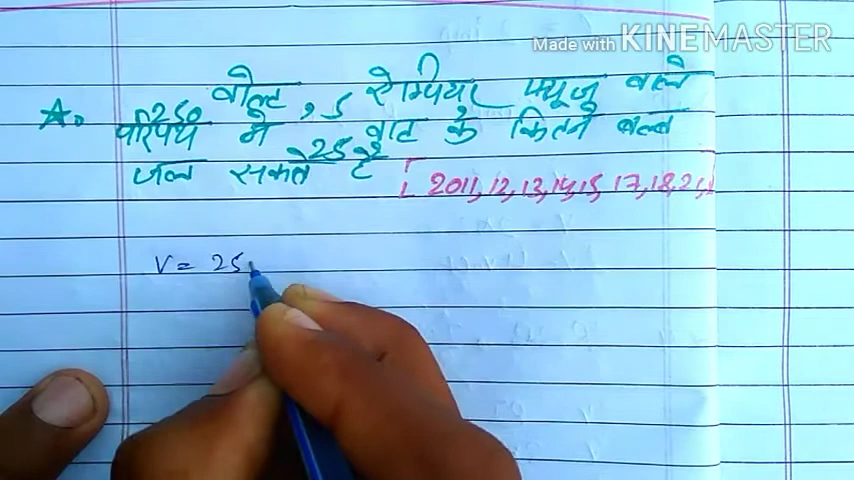 Made with KINEMASTER
★. 250 वोल्ट, 5 ऐम्पियर फ्यूज वाले
परिपथ में 25 वाट के कितने बल्ब
जल सकते हैं
[2011, 12, 13, 14, 15, 17, 18, 21,
V = 25